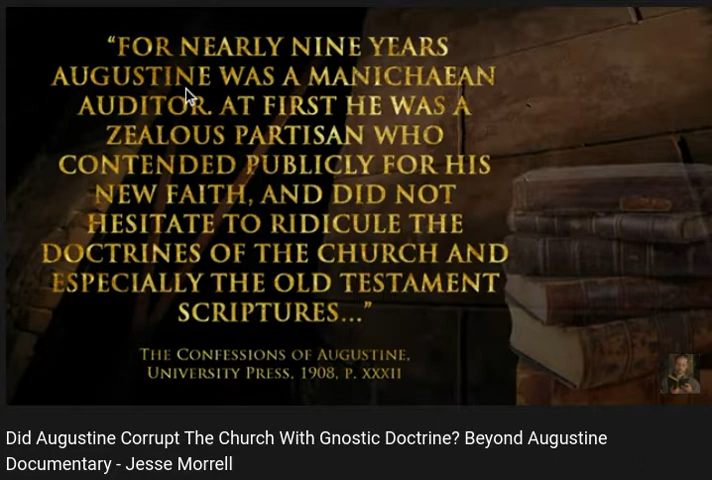 “FOR NEARLY NINE YEARS
AUGUSTINE WAS A MANICHAEAN
AUDITOR. AT FIRST HE WAS A
ZEALOUS PARTISAN WHO
CONTENDED PUBLICLY FOR HIS
NEW FAITH, AND DID NOT
HESITATE TO RIDICULE THE
DOCTRINES OF THE CHURCH AND
ESPECIALLY THE OLD TESTAMENT
SCRIPTURES...”
THE CONFESSIONS OF AUGUSTINE,
UNIVERSITY PRESS, 1908, P. XXXII
Did Augustine Corrupt The Church With Gnostic Doctrine? Beyond Augustine
Documentary - Jesse Morrell